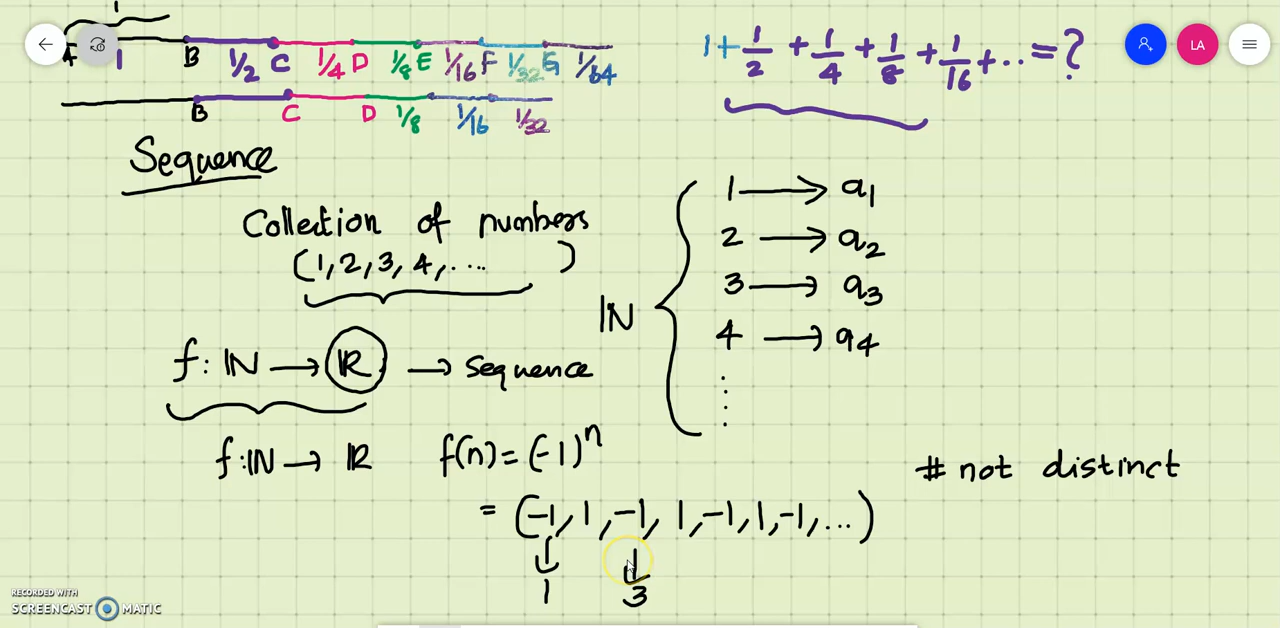 1
A 1 B 1/2 C 1/4 D 1/8 E 1/16 F 1/32 G 1/64
B C D 1/8 1/16 1/32
1 + 1/2 + 1/4 + 1/8 + 1/16 + .. = ?
LA
Sequence
Collection of numbers
(1, 2, 3, 4, .... )
f: ℕ → ℝ → Sequence
ℕ { 1 → a₁
2 → a₂
3 → a₃
4 → a₄
⋮
f: ℕ → ℝ f(n) = (-1)ⁿ
= (-1, 1, -1, 1, -1, 1, -1, ...)
↓ ↓
1 3
# not distinct
RECORDED WITH
SCREENCAST MATIC